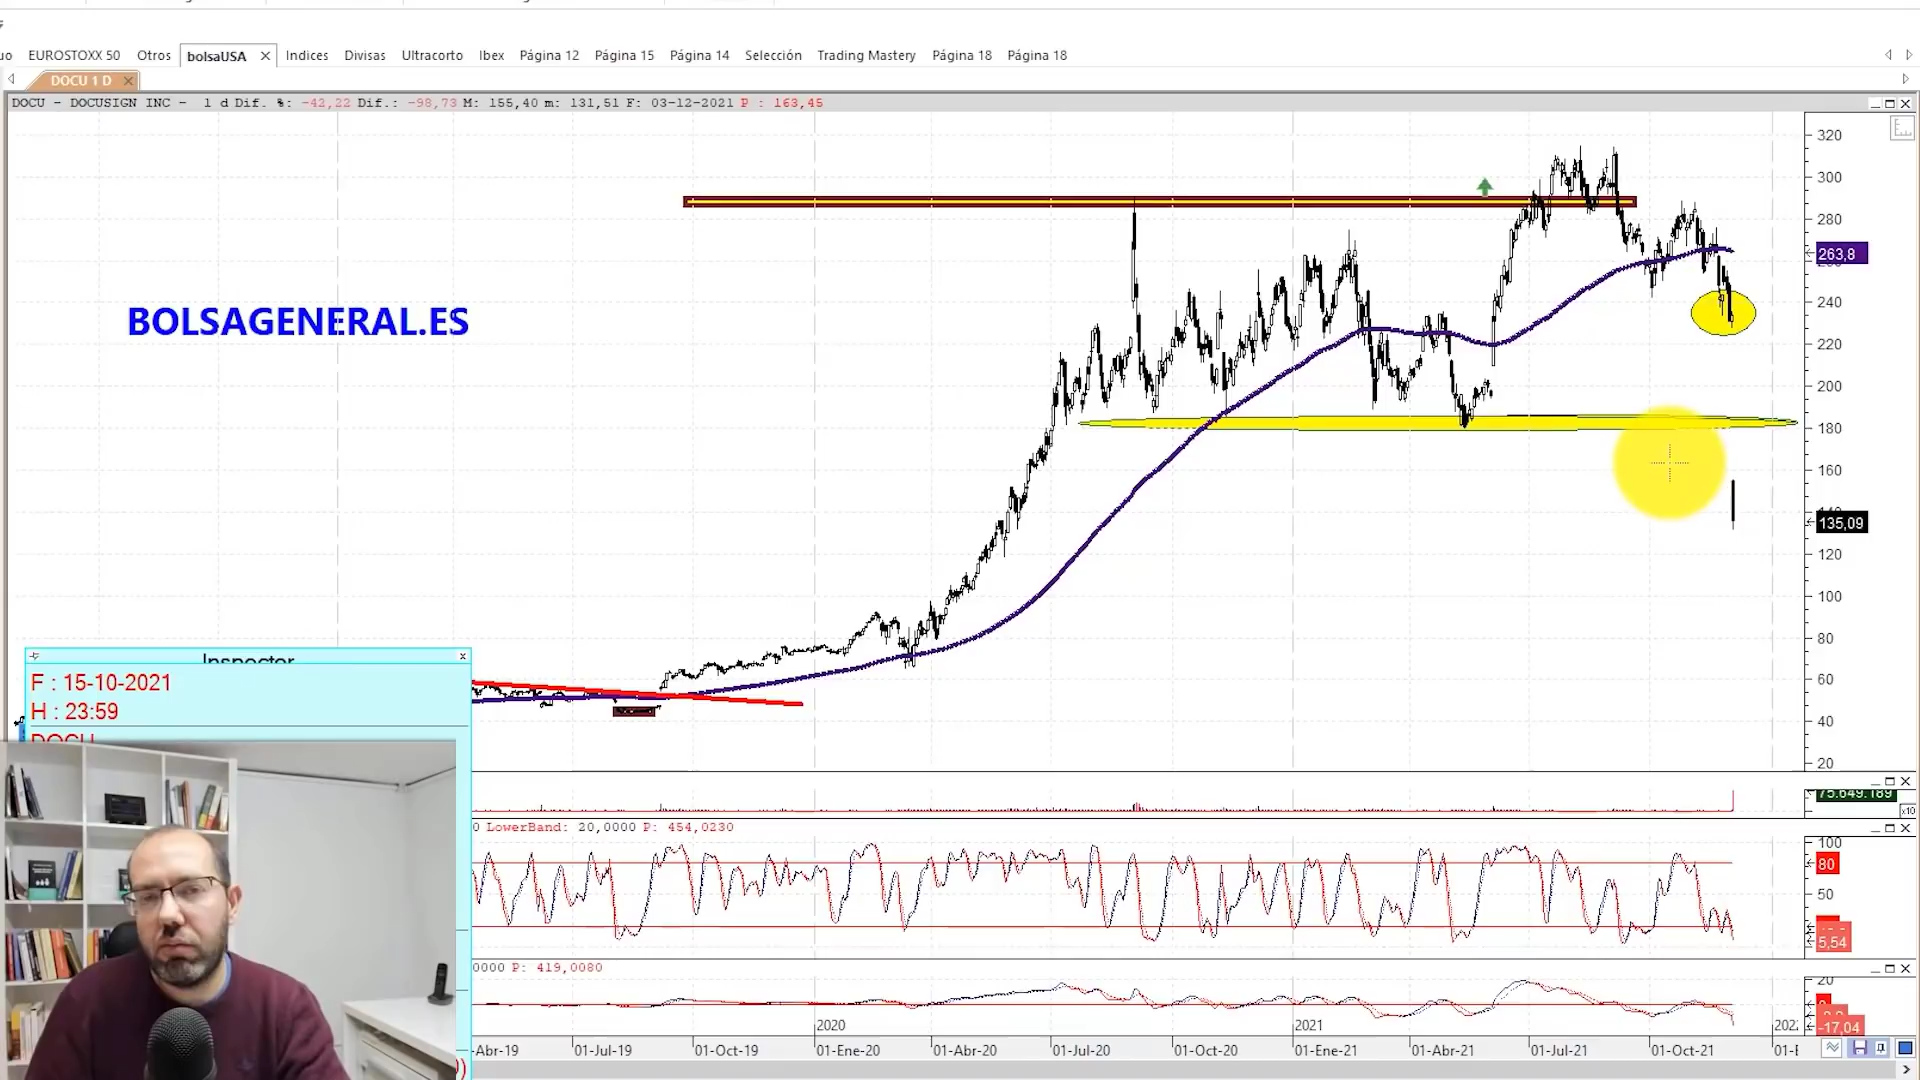 EUROSTOXX 50 Otros bolsaUSA Indices Divisas Ultracorto Ibex Página 12 Página 15 Página 14 Selección Trading Mastery Página 18 Página 18
DOCU 1 D
DOCU - DOCUSIGN INC - 1 d Dif. %: -42,22 Dif.: -98,73 M: 155,40 m: 131,51 F: 03-12-2021 P : 163,45
320
300
280
263,8
240
220
200
180
160
135,09
120
100
80
60
40
20
BOLSAGENERAL.ES
Inspector
F : 15-10-2021
H : 23:59
DOCU
75.649.189
x10
0 LowerBand: 20,0000 P: 454,0230
100
80
50
5,54
0000 P: 419,0080
20
-17,04
2020 2021 2022
-Abr-19 01-Jul-19 01-Oct-19 01-Ene-20 01-Abr-20 01-Jul-20 01-Oct-20 01-Ene-21 01-Abr-21 01-Jul-21 01-Oct-21 01-E